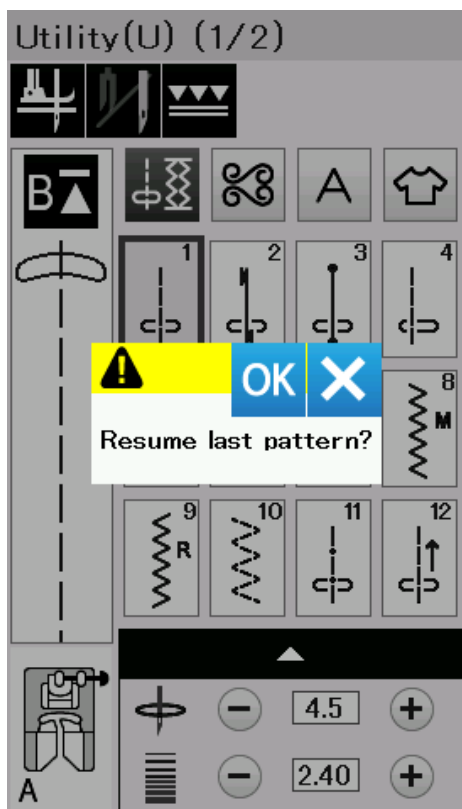 Utility(U) (1/2)
B
A
1
2
3
4
OK
Resume last pattern?
8
M
9
R
10
11
12
4.5
2.40
A